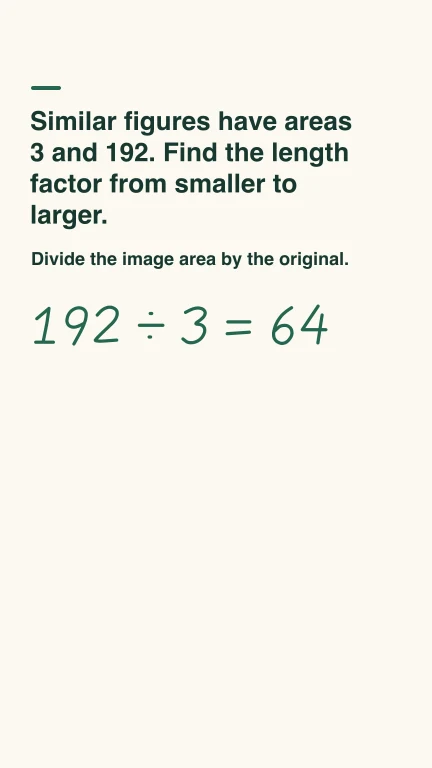 Similar figures have areas
3 and 192. Find the length
factor from smaller to
larger.
Divide the image area by the original.
192 ÷ 3 = 64